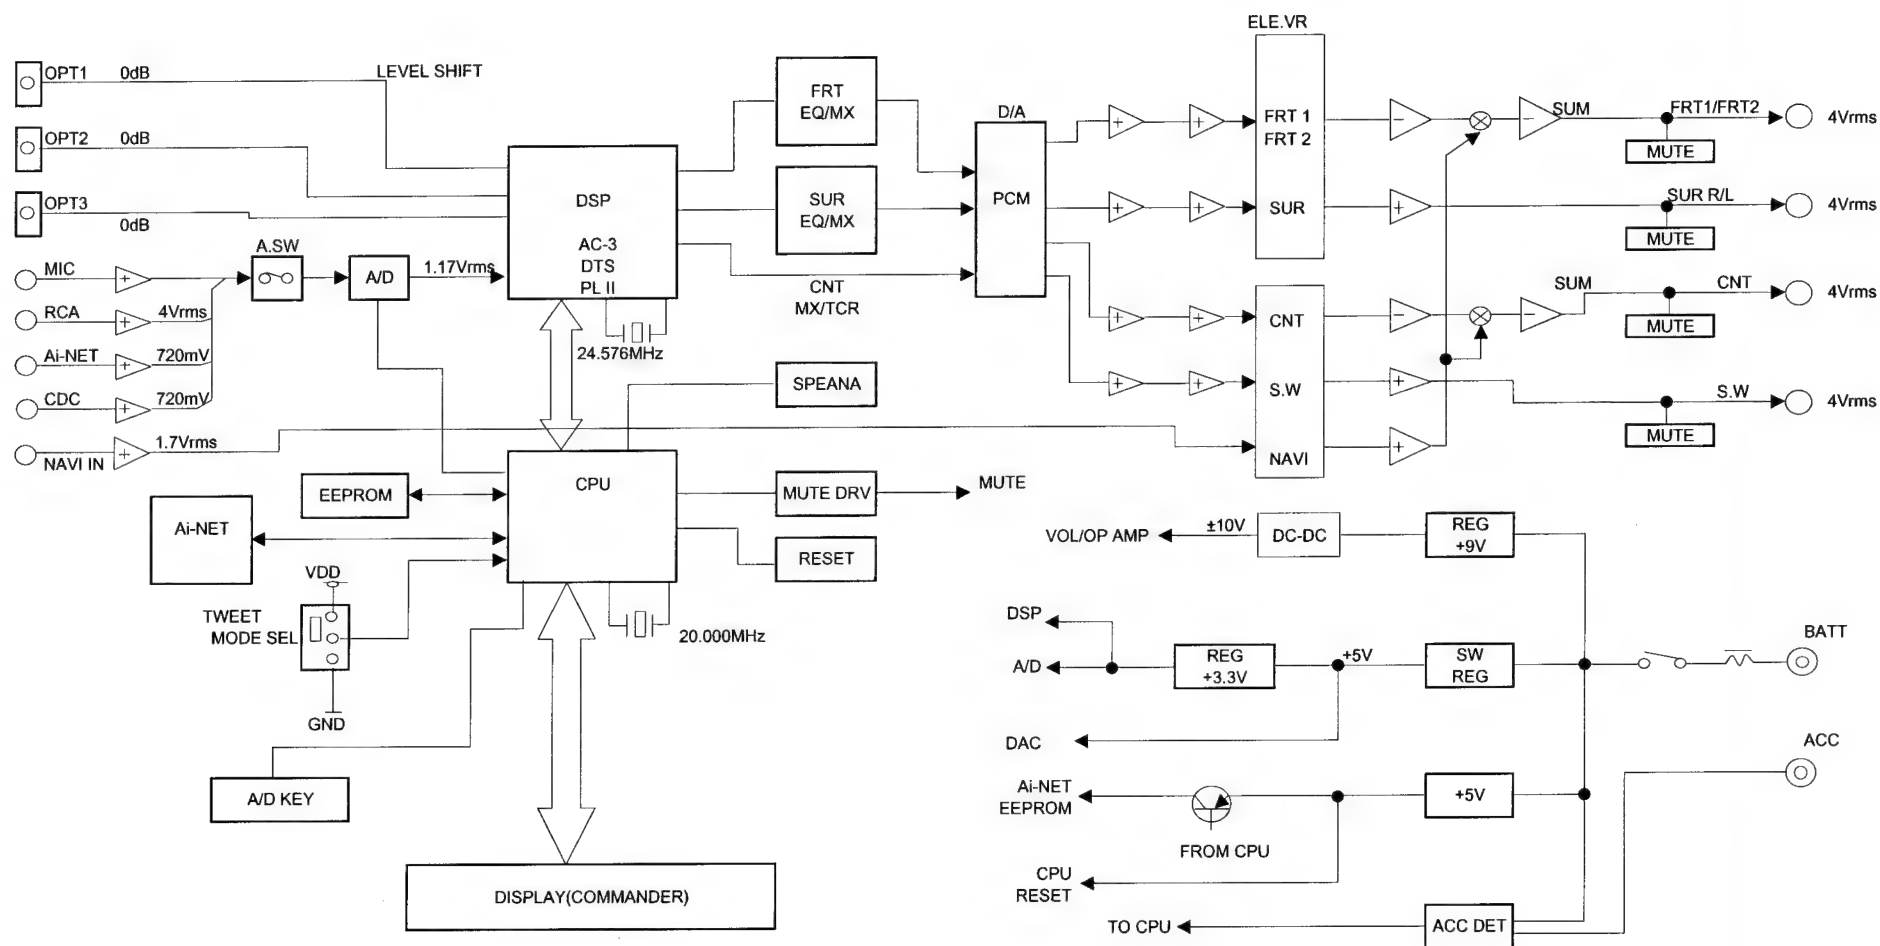 ELE.VR
OPT1 0dB
LEVEL SHIFT
OPT2 0dB
OPT3
0dB
A.SW
MIC
RCA 4Vrms
Ai-NET 720mV
CDC 720mV
NAVI IN 1.7Vrms
A/D 1.17Vrms
DSP
AC-3
DTS
PL II
24.576MHz
FRT
EQ/MX
SUR
EQ/MX
CNT
MX/TCR
D/A
PCM
FRT 1
FRT 2
SUR
CNT
S.W
NAVI
SUM FRT1/FRT2 4Vrms
MUTE
SUR R/L 4Vrms
MUTE
SUM CNT 4Vrms
MUTE
S.W 4Vrms
MUTE
SPEANA
CPU
EEPROM
Ai-NET
MUTE DRV MUTE
RESET
VDD
TWEET
MODE SEL
GND
20.000MHz
A/D KEY
DISPLAY(COMMANDER)
VOL/OP AMP ±10V DC-DC
REG
+9V
DSP
A/D
REG
+3.3V
+5V
SW
REG
BATT
DAC
ACC
Ai-NET
EEPROM
+5V
FROM CPU
CPU
RESET
TO CPU ACC DET